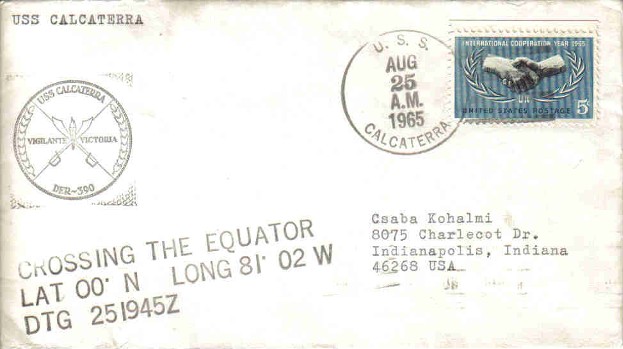 USS CALCATERRA
U. S. S.
AUG
25
A.M.
1965
CALCATERRA
INTERNATIONAL COOPERATION YEAR 1965
UN
UNITED STATES POSTAGE
5¢
USS CALCATERRA
VIGILANTE VICTORIA
DER-390
CROSSING THE EQUATOR
LAT 00° N LONG 81° 02 W
DTG 251945Z
Csaba Kohalmi
8075 Charlecot Dr.
Indianapolis, Indiana
46268 USA